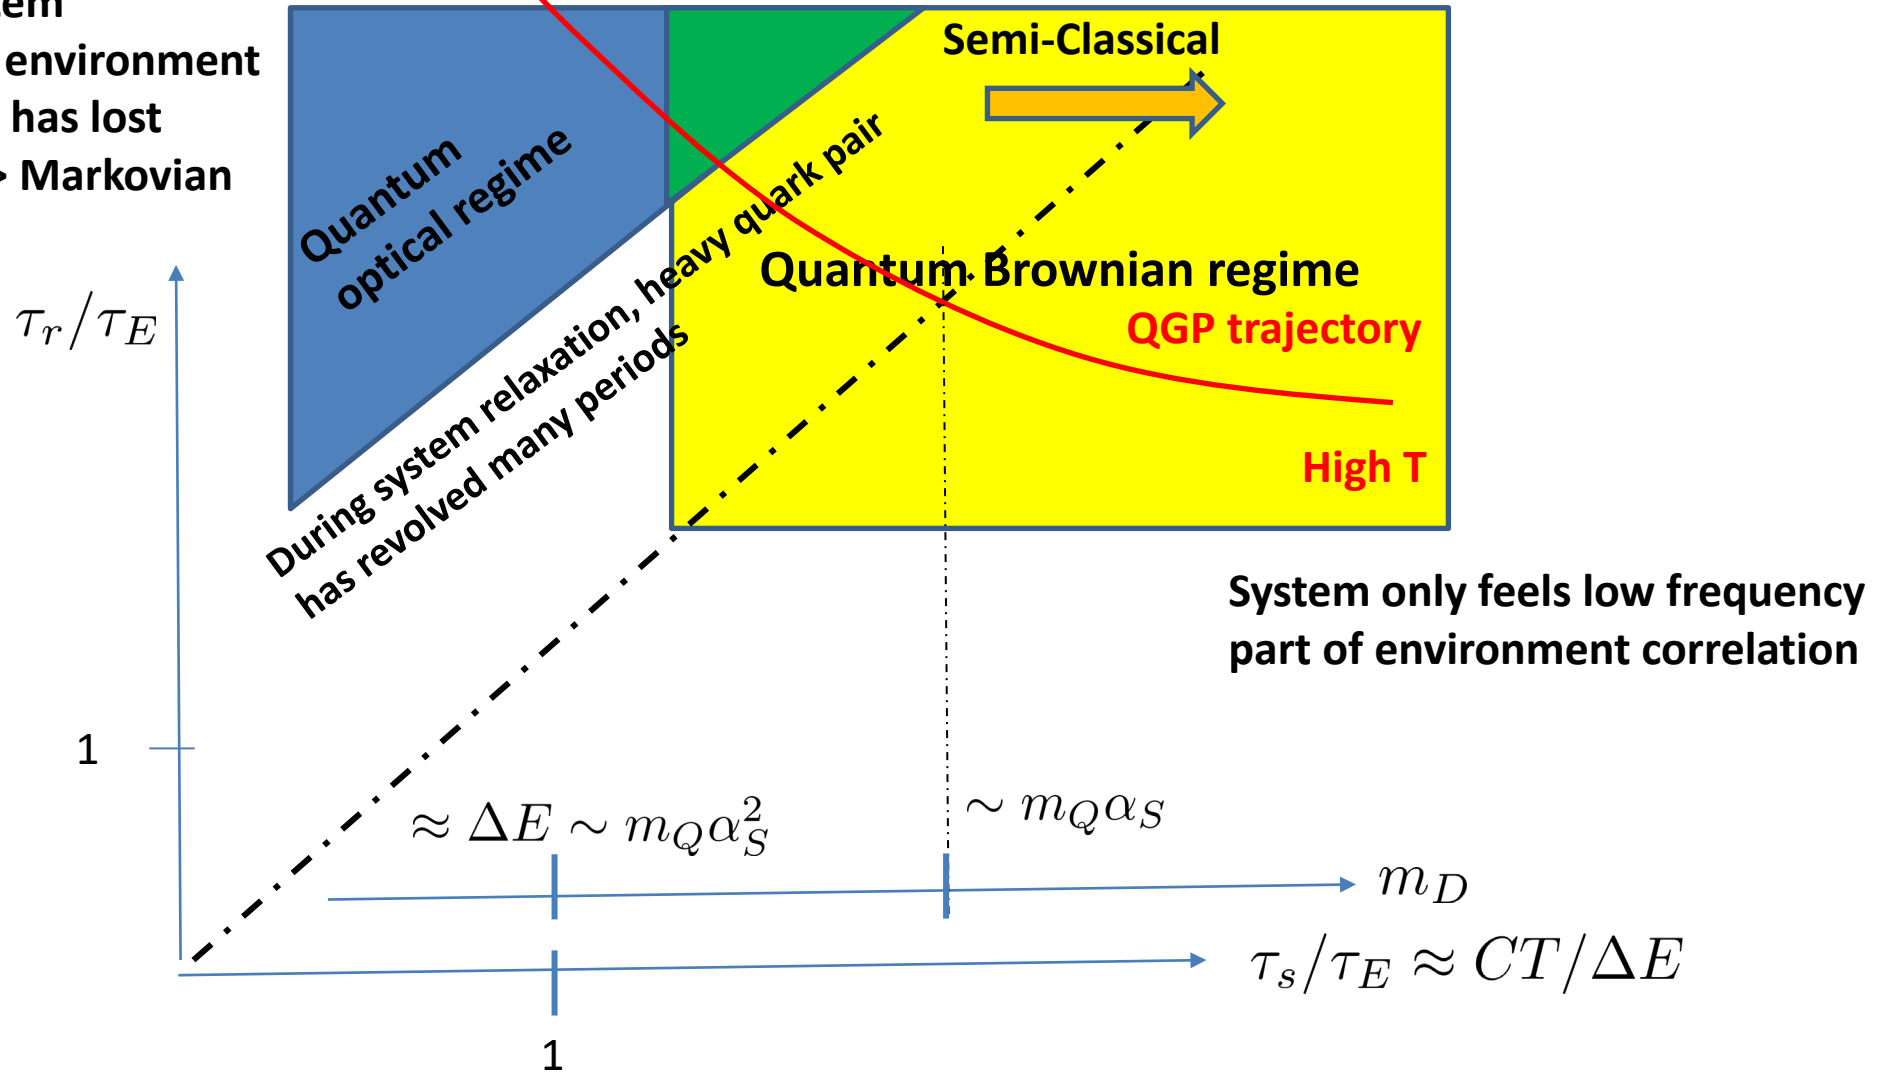 environment
has lost
> Markovian
τ_r/τ_E
1
Quantum
optical regime
During system relaxation, heavy quark pair
has revolved many periods
Semi-Classical
Quantum Brownian regime
QGP trajectory
High T
System only feels low frequency
part of environment correlation
≈ ΔE ∼ m_Q α_S^2
∼ m_Q α_S
m_D
τ_s/τ_E ≈ CT/ΔE
1